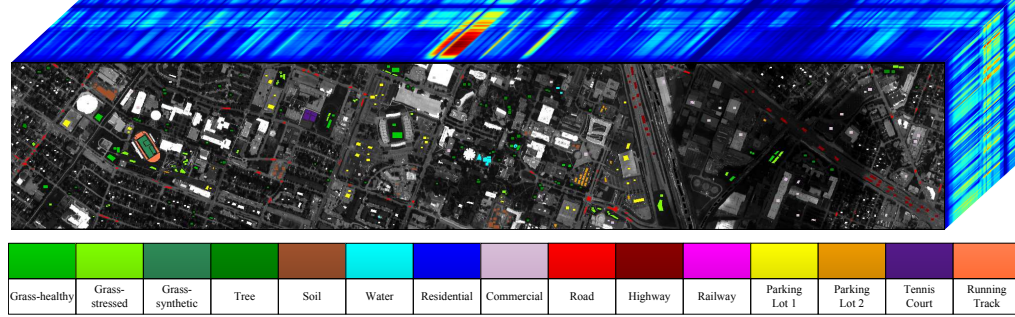 Grass-healthy
Grass-
stressed
Grass-
synthetic
Tree
Soil
Water
Residential
Commercial
Road
Highway
Railway
Parking
Lot 1
Parking
Lot 2
Tennis
Court
Running
Track